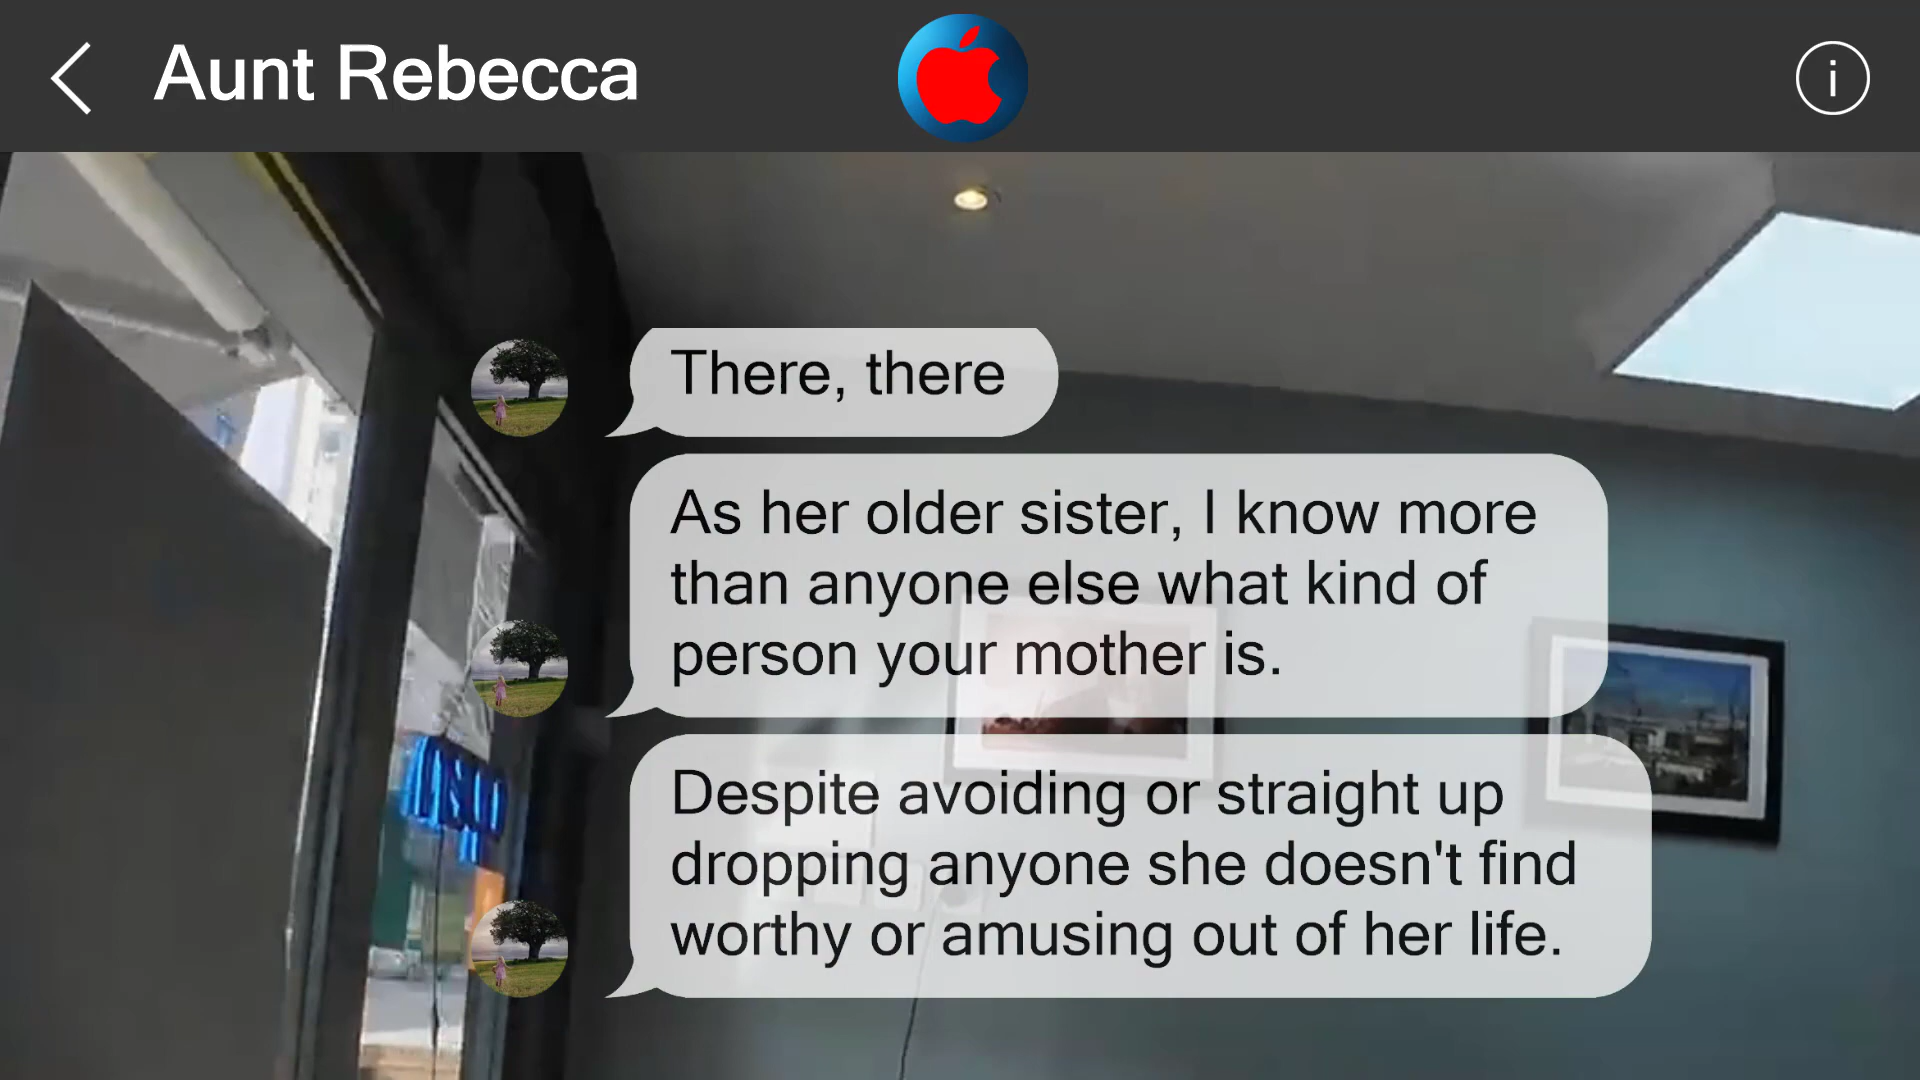 Aunt Rebecca
There, there
As her older sister, I know more
than anyone else what kind of
person your mother is.
Despite avoiding or straight up
dropping anyone she doesn't find
worthy or amusing out of her life.